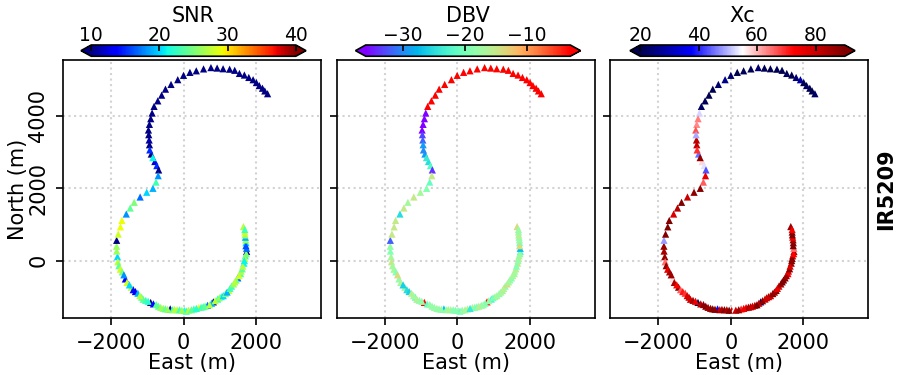 SNR DBV Xc
10 20 30 40 −30 −20 −10 20 40 60 80
4000
2000
0
North (m)
IR5209
−2000 0 2000 −2000 0 2000 −2000 0 2000
East (m) East (m) East (m)